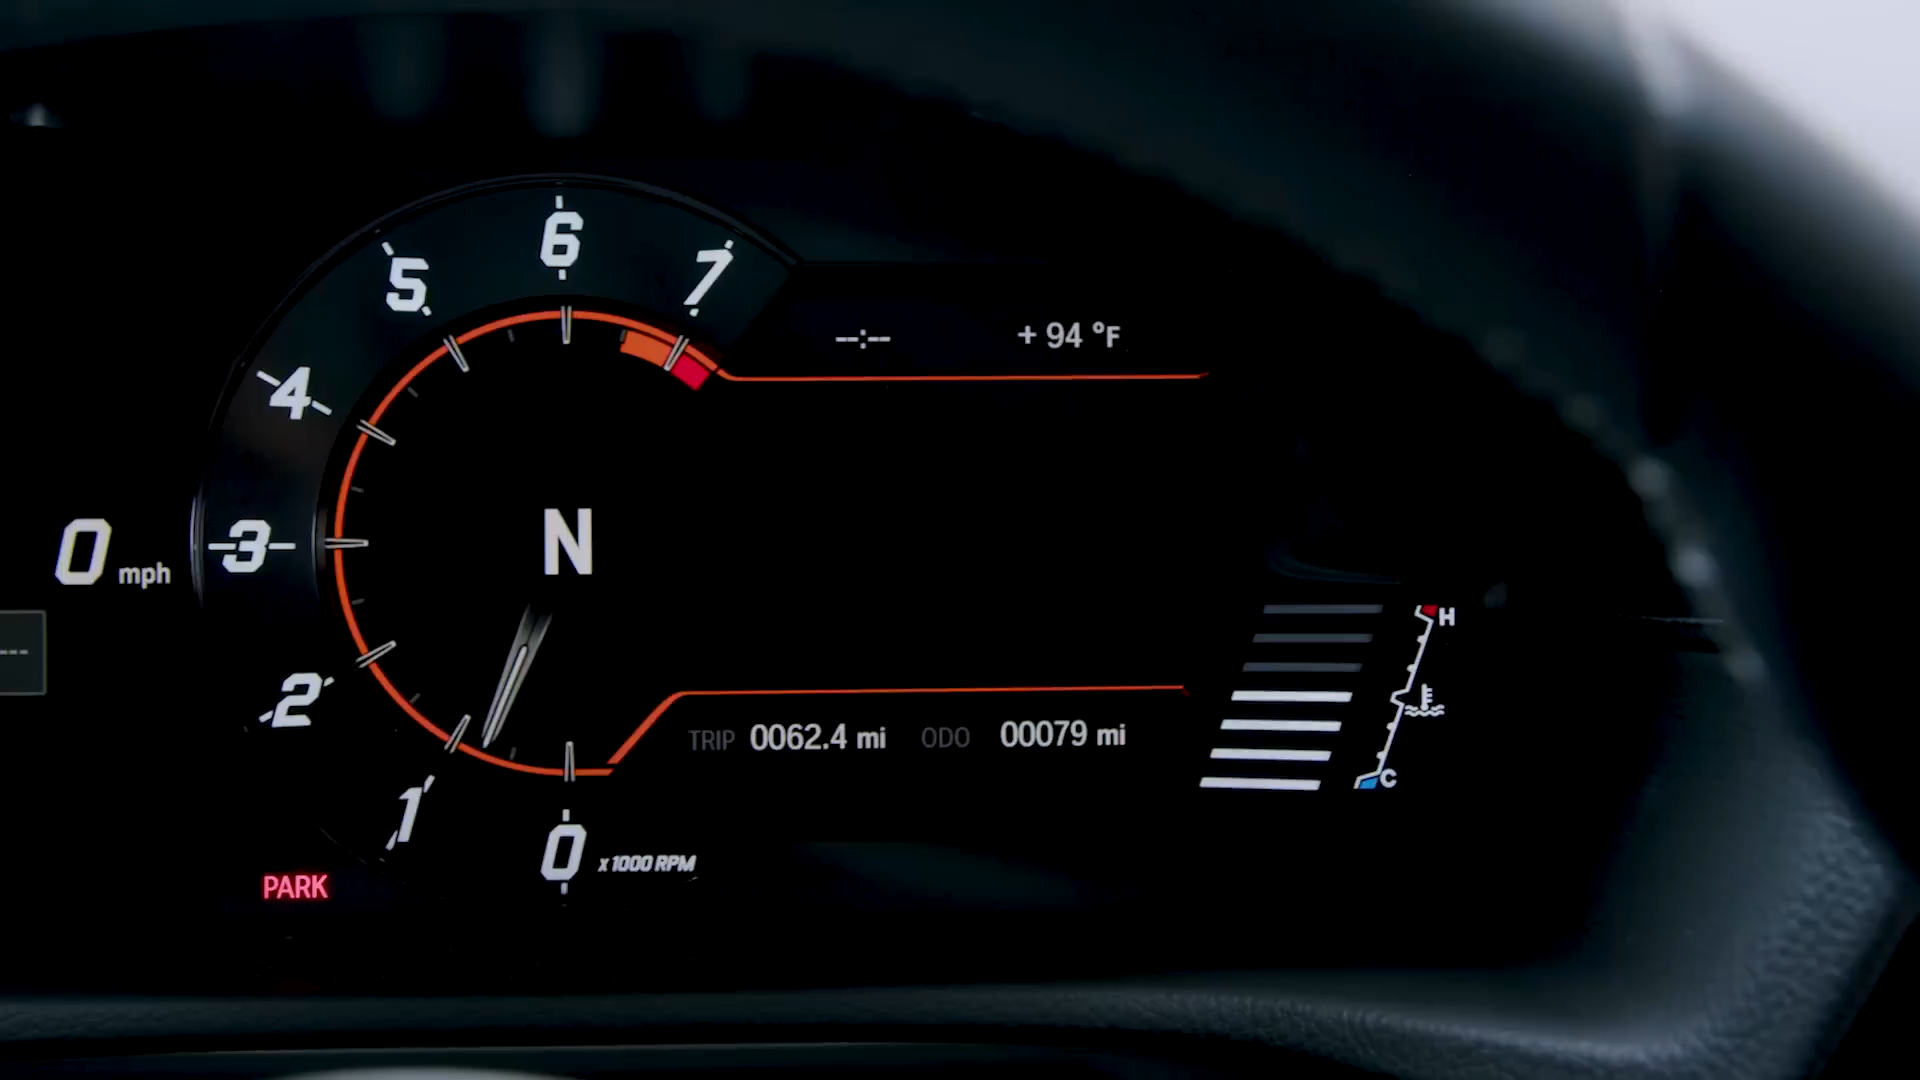 6
5
7
--:--
+ 94 °F
4
0 mph
3
N
---
H
2
TRIP 0062.4 mi ODO 00079 mi
C
1
0 x1000 RPM
PARK